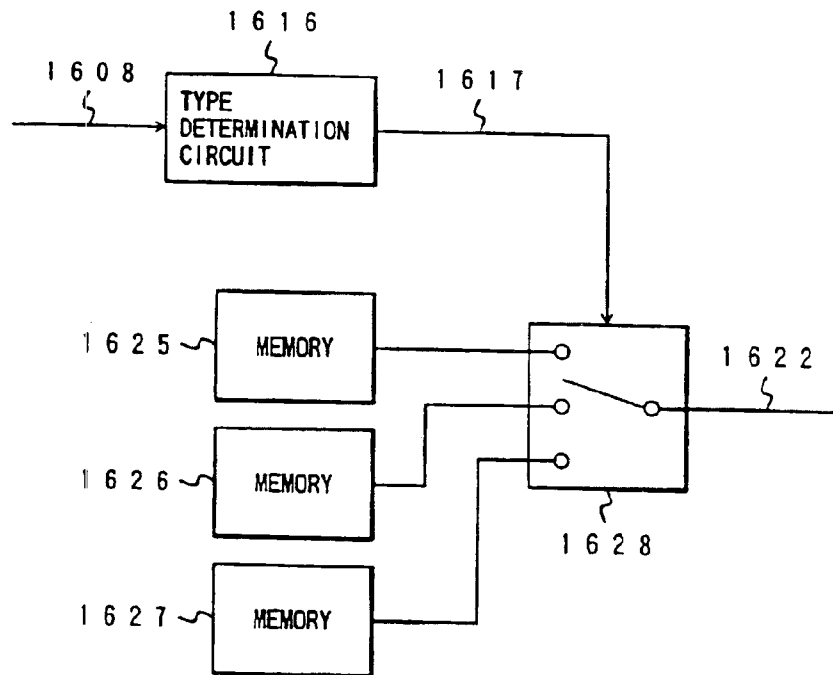 1616
1608
1617
TYPE
DETERMINATION
CIRCUIT
1625
MEMORY
1622
1626
MEMORY
1628
1627
MEMORY